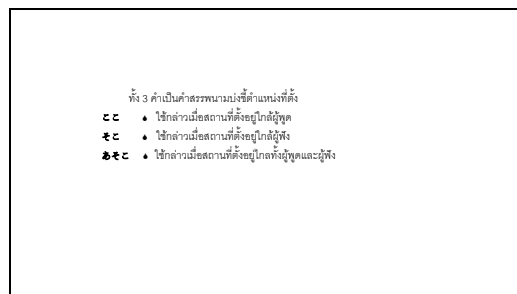 ทั้ง 3 คำเป็นคำสรรพนามบ่งชี้ตำแหน่งที่ตั้ง
ここ ♠ ใช้กล่าวเมื่อสถานที่ตั้งอยู่ใกล้ผู้พูด
そこ ♠ ใช้กล่าวเมื่อสถานที่ตั้งอยู่ใกล้ผู้ฟัง
あそこ ♠ ใช้กล่าวเมื่อสถานที่ตั้งอยู่ไกลทั้งผู้พูดและผู้ฟัง